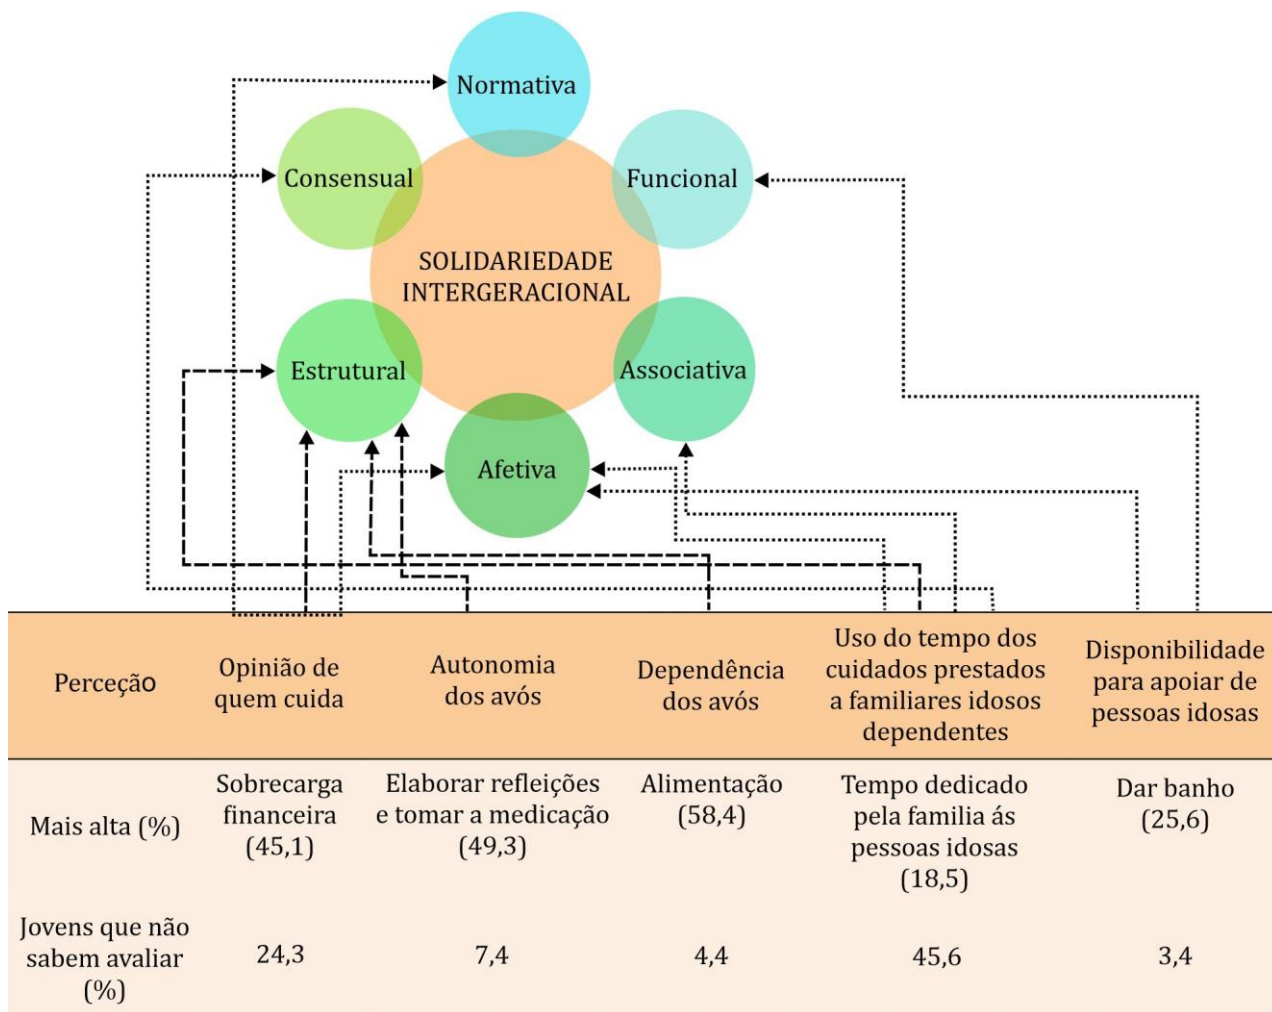 Normativa
Consensual
Funcional
SOLIDARIEDADE
INTERGERACIONAL
Estrutural
Associativa
Afetiva
Perceção
Opinião de
quem cuida
Autonomia
dos avós
Dependência
dos avós
Uso do tempo dos
cuidados prestados
a familiares idosos
dependentes
Disponibilidade
para apoiar de
pessoas idosas
Mais alta (%)
Sobrecarga
financeira
(45,1)
Elaborar refleições
e tomar a medicação
(49,3)
Alimentação
(58,4)
Tempo dedicado
pela familia ás
pessoas idosas
(18,5)
Dar banho
(25,6)
Jovens que não
sabem avaliar
(%)
24,3
7,4
4,4
45,6
3,4